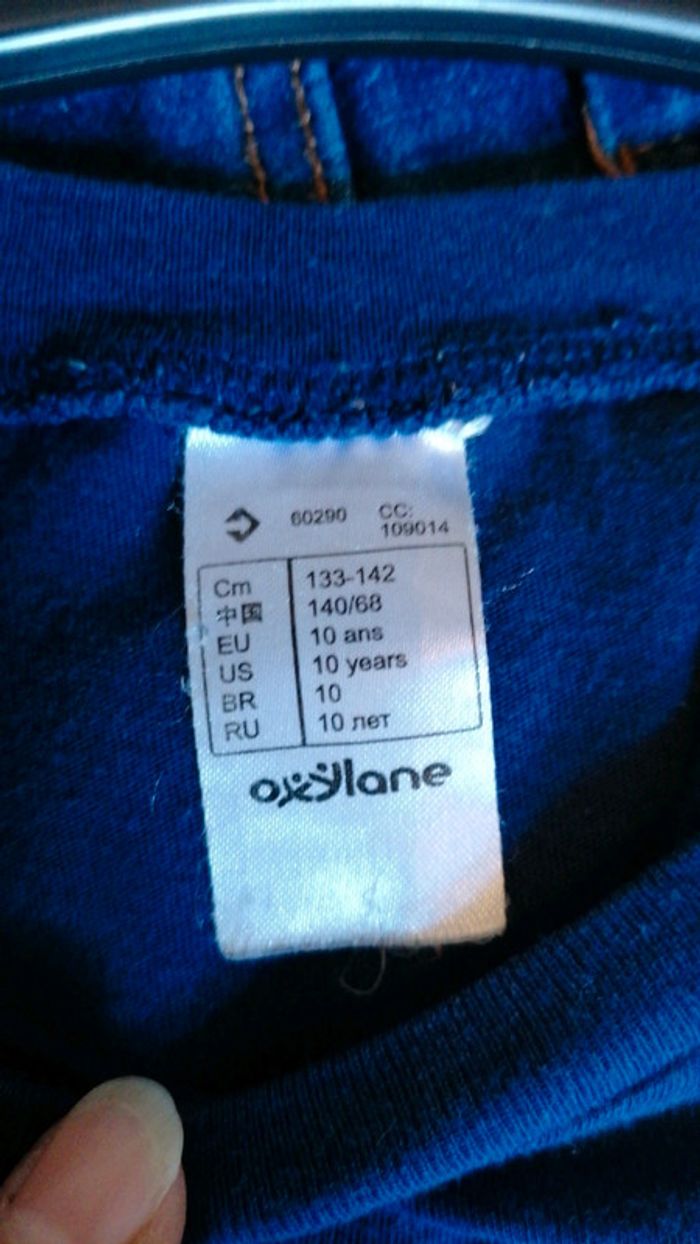 60290 CC:
109014
Cm 133-142
中国 140/68
EU 10 ans
US 10 years
BR 10
RU 10 лет
oxylane